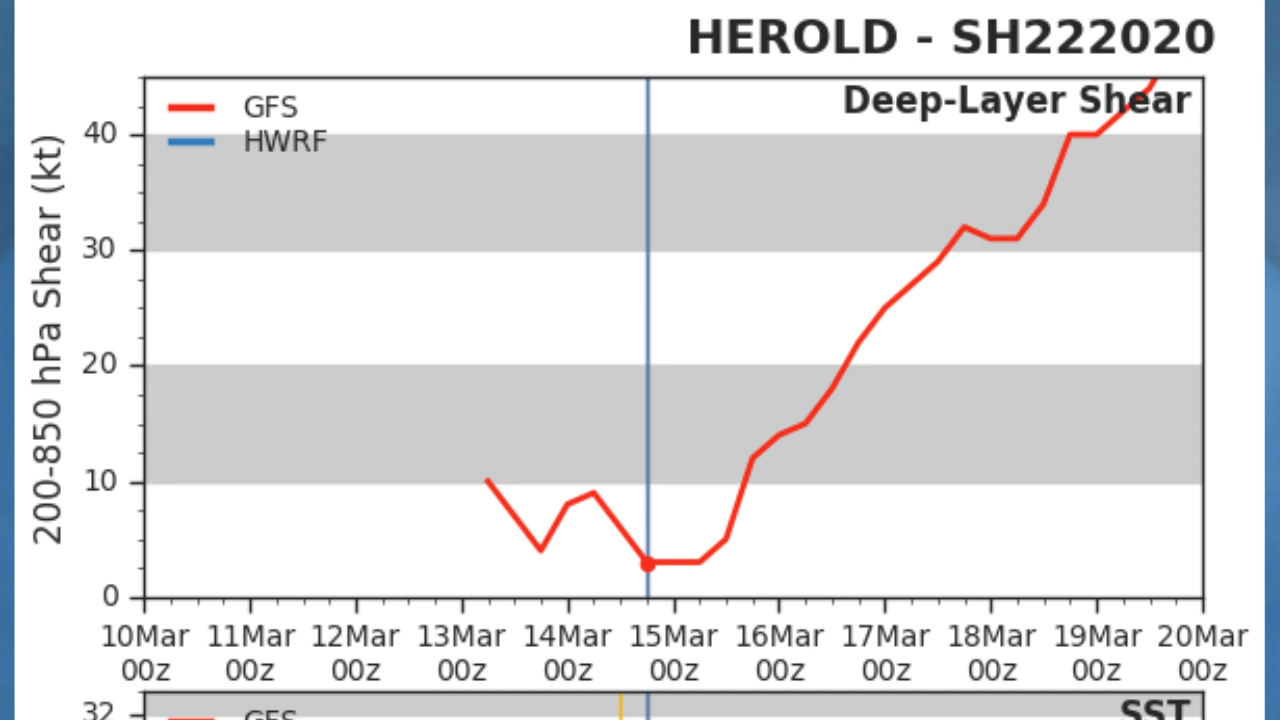 HEROLD - SH222020
Deep-Layer Shear
GFS
HWRF
200-850 hPa Shear (kt)
40
30
20
10
0
10Mar 11Mar 12Mar 13Mar 14Mar 15Mar 16Mar 17Mar 18Mar 19Mar 20Mar
00z 00z 00z 00z 00z 00z 00z 00z 00z 00z 00z
32
GFS
SST